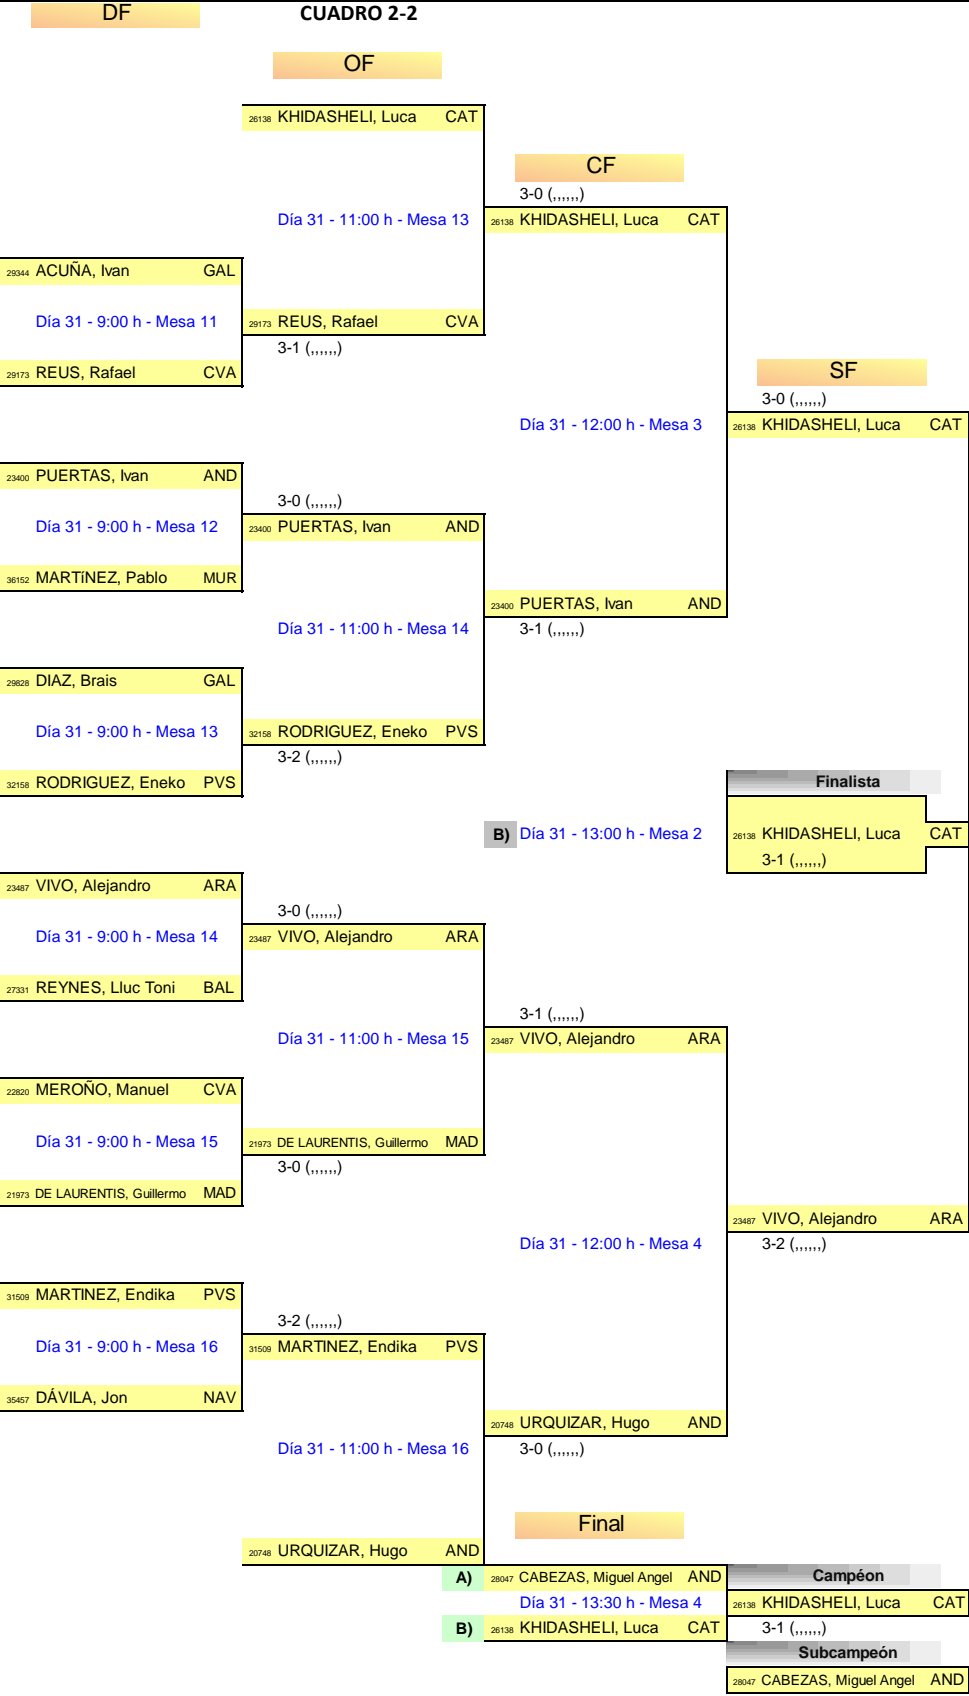 DF CUADRO 2-2
OF
26138 KHIDASHELI, Luca CAT
CF
3-0 (,,,,,,)
Día 31 - 11:00 h - Mesa 13 26138 KHIDASHELI, Luca CAT
29344 ACUÑA, Ivan GAL
Día 31 - 9:00 h - Mesa 11 29173 REUS, Rafael CVA
3-1 (,,,,,,)
29173 REUS, Rafael CVA SF
3-0 (,,,,,,)
Día 31 - 12:00 h - Mesa 3 26138 KHIDASHELI, Luca CAT
23400 PUERTAS, Ivan AND
3-0 (,,,,,,)
Día 31 - 9:00 h - Mesa 12 23400 PUERTAS, Ivan AND
36152 MARTíNEZ, Pablo MUR
23400 PUERTAS, Ivan AND
Día 31 - 11:00 h - Mesa 14 3-1 (,,,,,,)
29828 DIAZ, Brais GAL
Día 31 - 9:00 h - Mesa 13 32158 RODRIGUEZ, Eneko PVS
3-2 (,,,,,,)
32158 RODRIGUEZ, Eneko PVS Finalista
B) Día 31 - 13:00 h - Mesa 2 26138 KHIDASHELI, Luca CAT
3-1 (,,,,,,)
23487 VIVO, Alejandro ARA
3-0 (,,,,,,)
Día 31 - 9:00 h - Mesa 14 23487 VIVO, Alejandro ARA
27331 REYNES, Lluc Toni BAL
3-1 (,,,,,,)
Día 31 - 11:00 h - Mesa 15 23487 VIVO, Alejandro ARA
22820 MEROÑO, Manuel CVA
Día 31 - 9:00 h - Mesa 15 21973 DE LAURENTIS, Guillermo MAD
3-0 (,,,,,,)
21973 DE LAURENTIS, Guillermo MAD
23487 VIVO, Alejandro ARA
Día 31 - 12:00 h - Mesa 4 3-2 (,,,,,,)
31509 MARTINEZ, Endika PVS
3-2 (,,,,,,)
Día 31 - 9:00 h - Mesa 16 31509 MARTINEZ, Endika PVS
35457 DÁVILA, Jon NAV
20748 URQUIZAR, Hugo AND
Día 31 - 11:00 h - Mesa 16 3-0 (,,,,,,)
Final
20748 URQUIZAR, Hugo AND
A) 28047 CABEZAS, Miguel Angel AND Campéon
Día 31 - 13:30 h - Mesa 4 26138 KHIDASHELI, Luca CAT
B) 26138 KHIDASHELI, Luca CAT 3-1 (,,,,,,)
Subcampeón
28047 CABEZAS, Miguel Angel AND